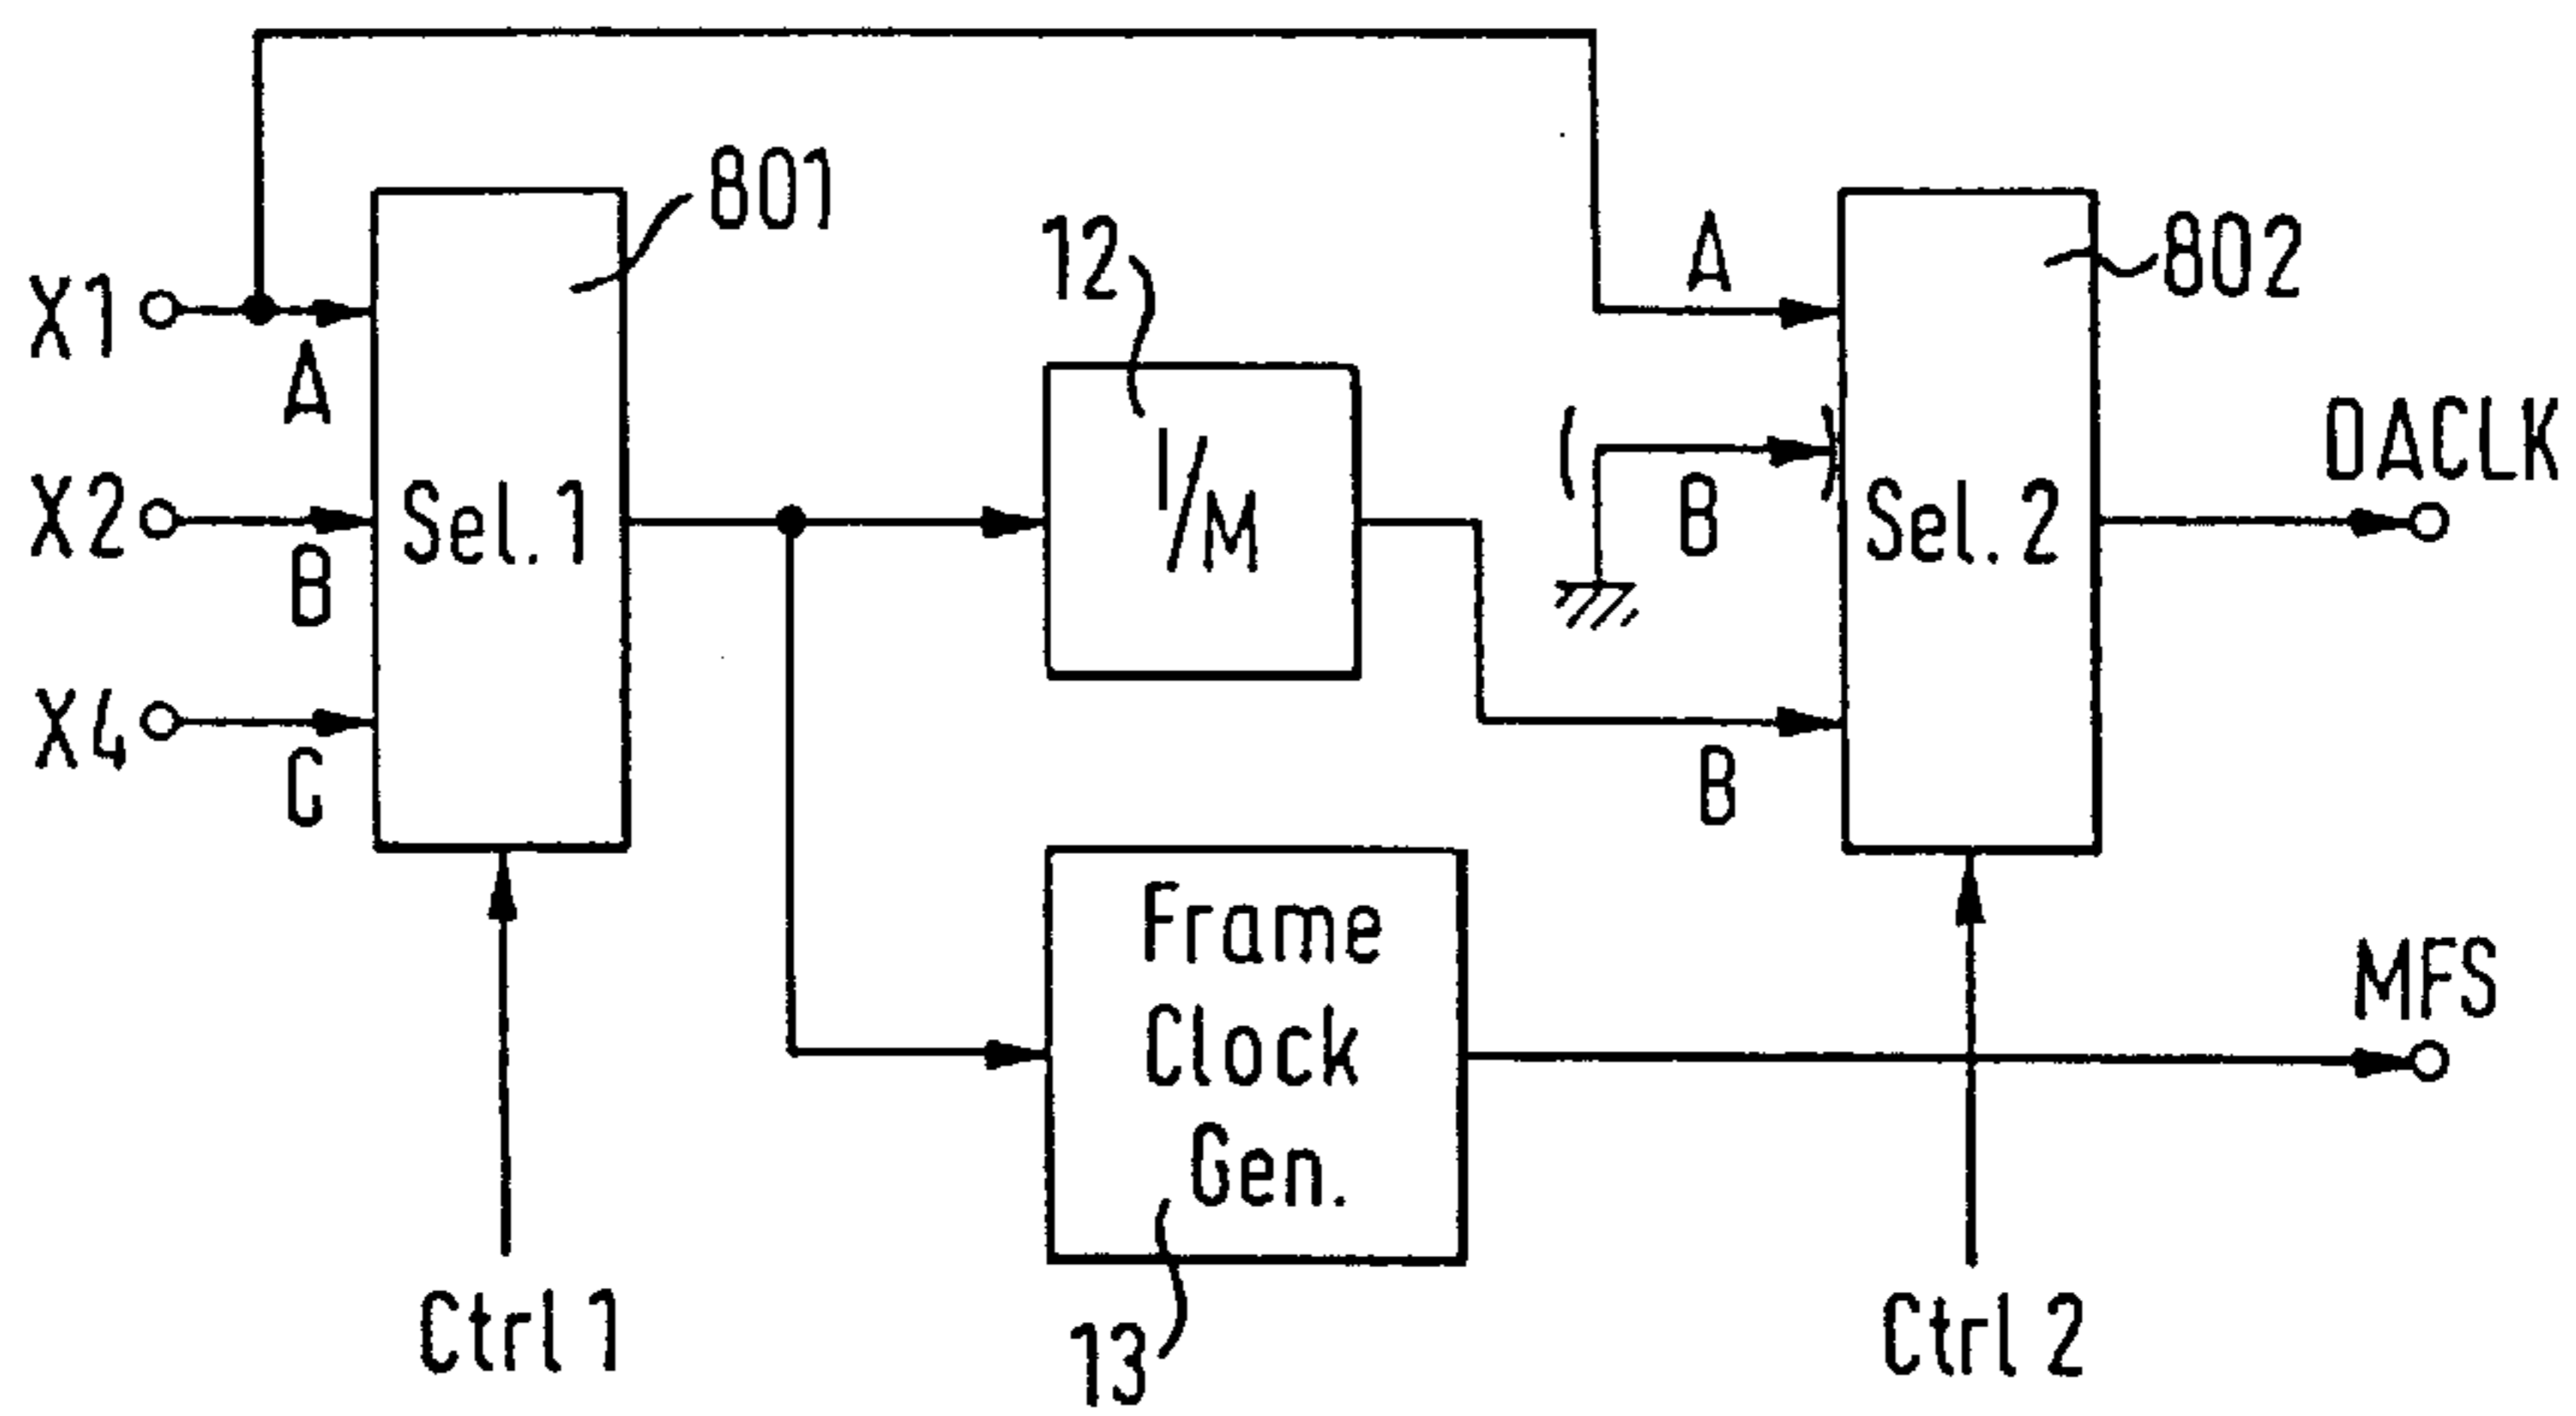 801
X1
A
X2
B
X4
C
Sel. 1
12
1/M
A
802
( B )
Sel. 2
B
OACLK
Frame
Clock
Gen.
13
MFS
Ctrl 1
Ctrl 2